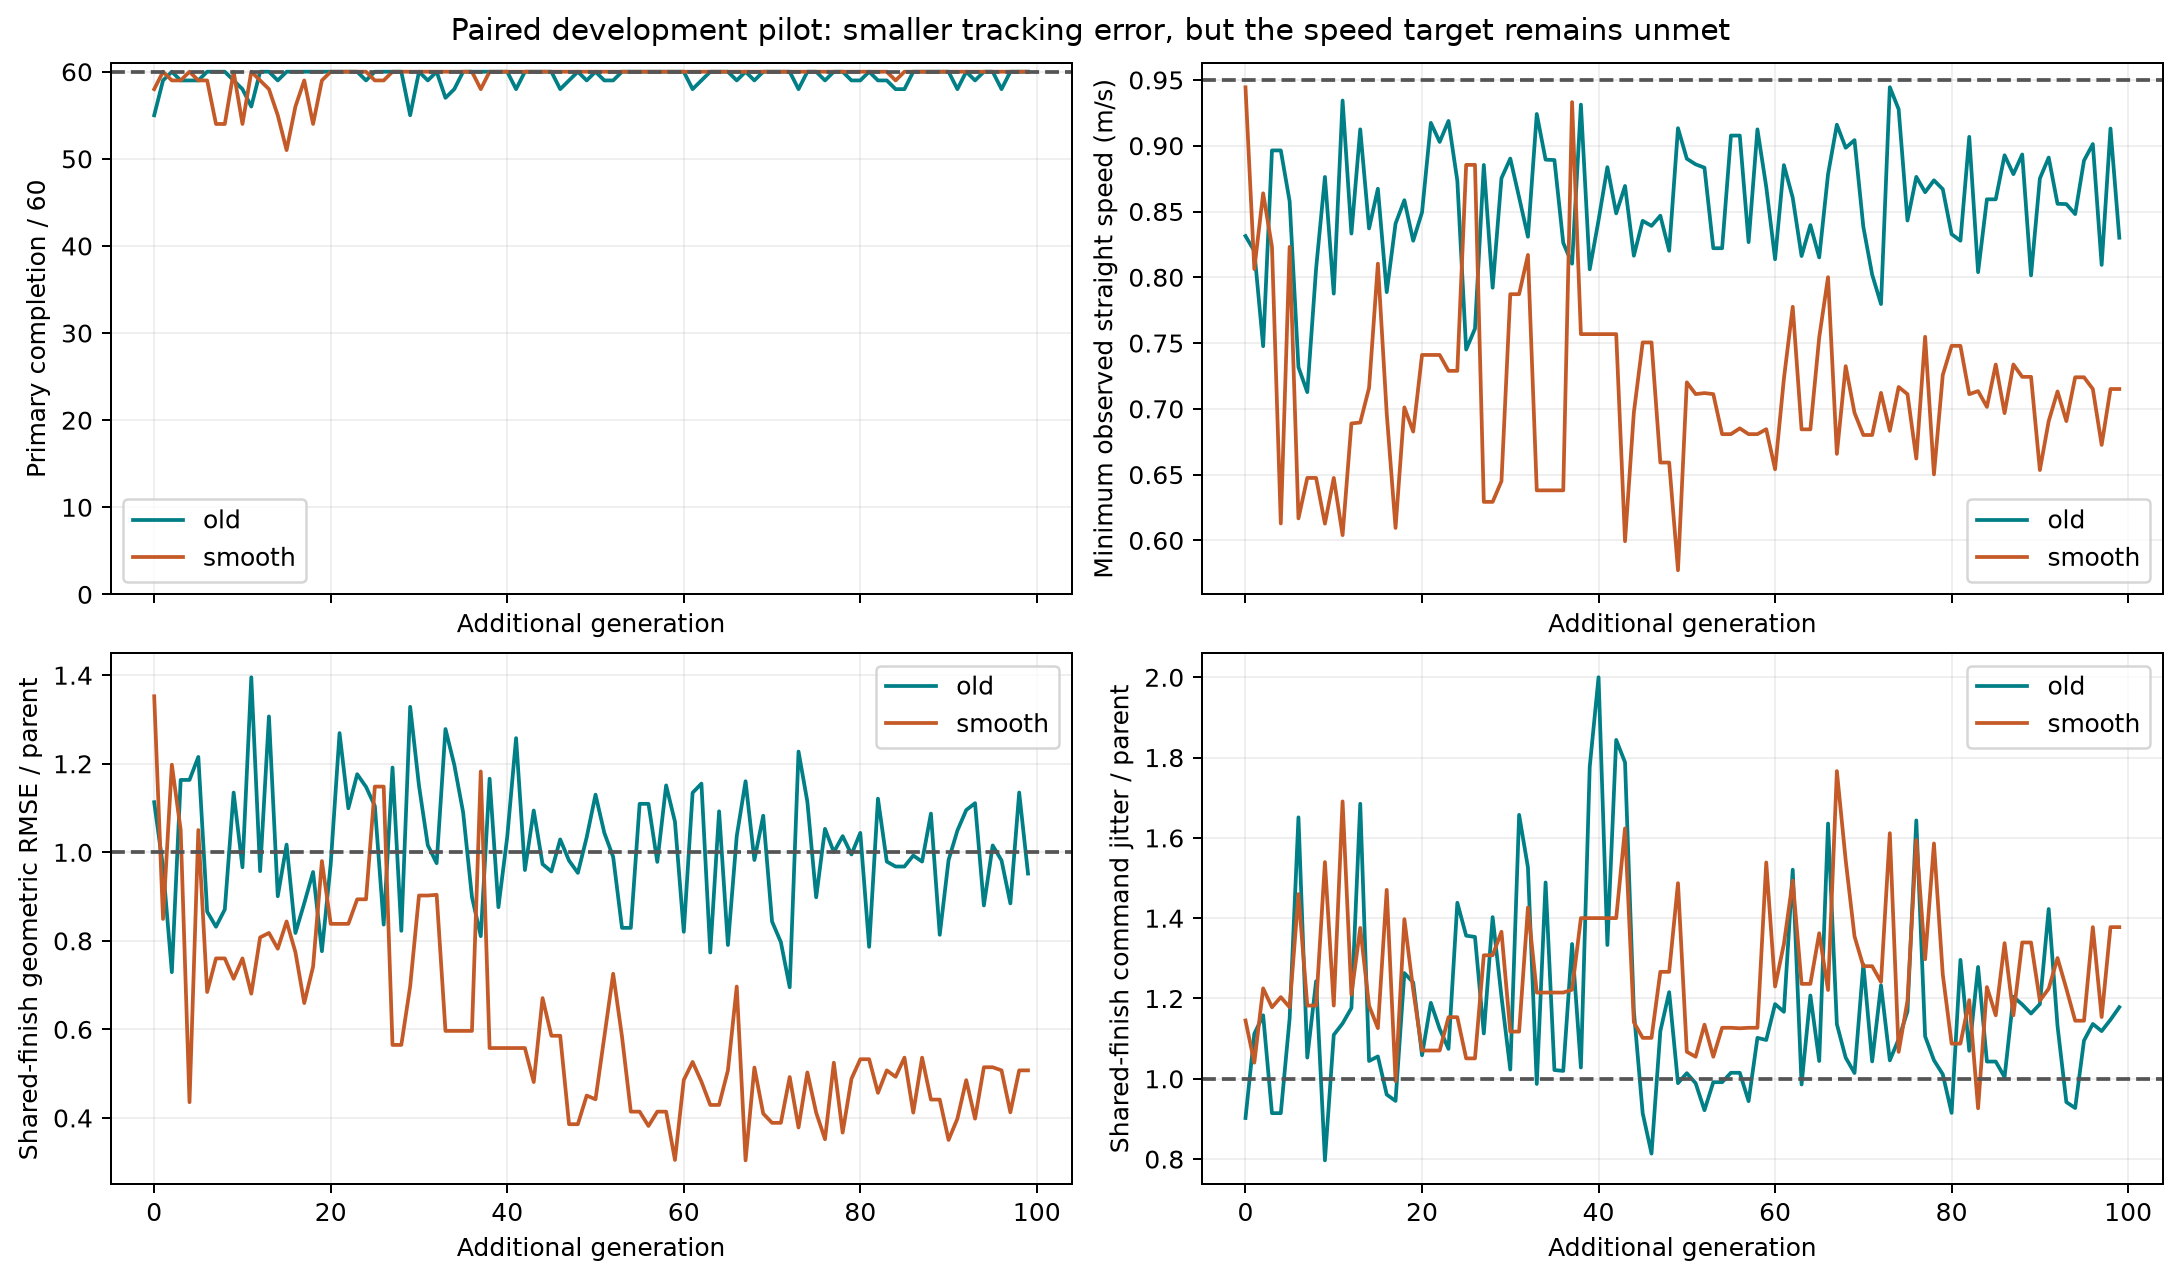 Paired development pilot: smaller tracking error, but the speed target remains unmet
Primary completion / 60
60
50
40
30
20
10
0
old
smooth
Additional generation
Minimum observed straight speed (m/s)
0.95
0.90
0.85
0.80
0.75
0.70
0.65
0.60
old
smooth
Additional generation
Shared-finish geometric RMSE / parent
1.4
1.2
1.0
0.8
0.6
0.4
old
smooth
0 20 40 60 80 100
Additional generation
Shared-finish command jitter / parent
2.0
1.8
1.6
1.4
1.2
1.0
0.8
old
smooth
0 20 40 60 80 100
Additional generation